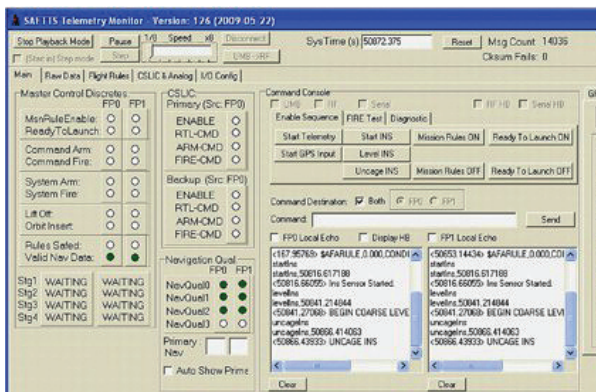 SAFTTS Telemetry Monitor - Version: 126 (2009 05 22)
Stop Playback Mode Pause 1/8 Speed x8 Disconnect SysTime (s): 50872.375 Reset Msg Count 14036
(Start in) Step mode Step UMB->RF Cksum Fails: 0
Main Raw Data Flight Rules CSLIC & Analog I/O Config
Master Control Discretes
FP0 FP1
MsnRuleEnable:
ReadyToLaunch:
Command Arm:
Command Fire:
System Arm:
System Fire:
Lift Off:
Orbit Insert:
Rules Safed:
Valid Nav Data:
Stg1 WAITING WAITING
Stg2 WAITING WAITING
Stg3 WAITING WAITING
Stg4 WAITING WAITING
CSLIC:
Primary (Src: FP0)
ENABLE
RTL-CMD
ARM-CMD
FIRE-CMD
Backup (Src: FP0)
ENABLE
RTL-CMD
ARM-CMD
FIRE-CMD
Navigation Qual
FP0 FP1
NavQual0
NavQual1
NavQual2
NavQual3
Primary
Nav
Auto Show Prime
Command Console
UMB RF Serial RF HB Serial HB
Enable Sequence FIRE Test Diagnostic
Start Telemetry Start INS Mission Rules ON Ready To Launch ON
Start GPS Input Level INS
Uncage INS Mission Rules OFF Ready To Launch OFF
Command Destination: Both FP0 FP1
Command: Send
FP0 Local Echo Display HB
<167.95769> $AFARULE,0.000,CONDI
startins
startins,50816.617188
<50816.66055> Ins Sensor Started.
levelins
levelins,50841.214844
<50841.27068> BEGIN COARSE LEVE
uncageins
uncageins,50866.414063
<50866.43933> UNCAGE INS
Clear
FP1 Local Echo
<50653.14434> $AFARULE,0.000,COI
startins
startins,50816.617188
<50816.66055> Ins Sensor Started.
levelins
levelins,50841.214844
<50841.27068> BEGIN COARSE LEVE
uncageins
uncageins,50866.414063
<50866.43933> UNCAGE INS
Clear